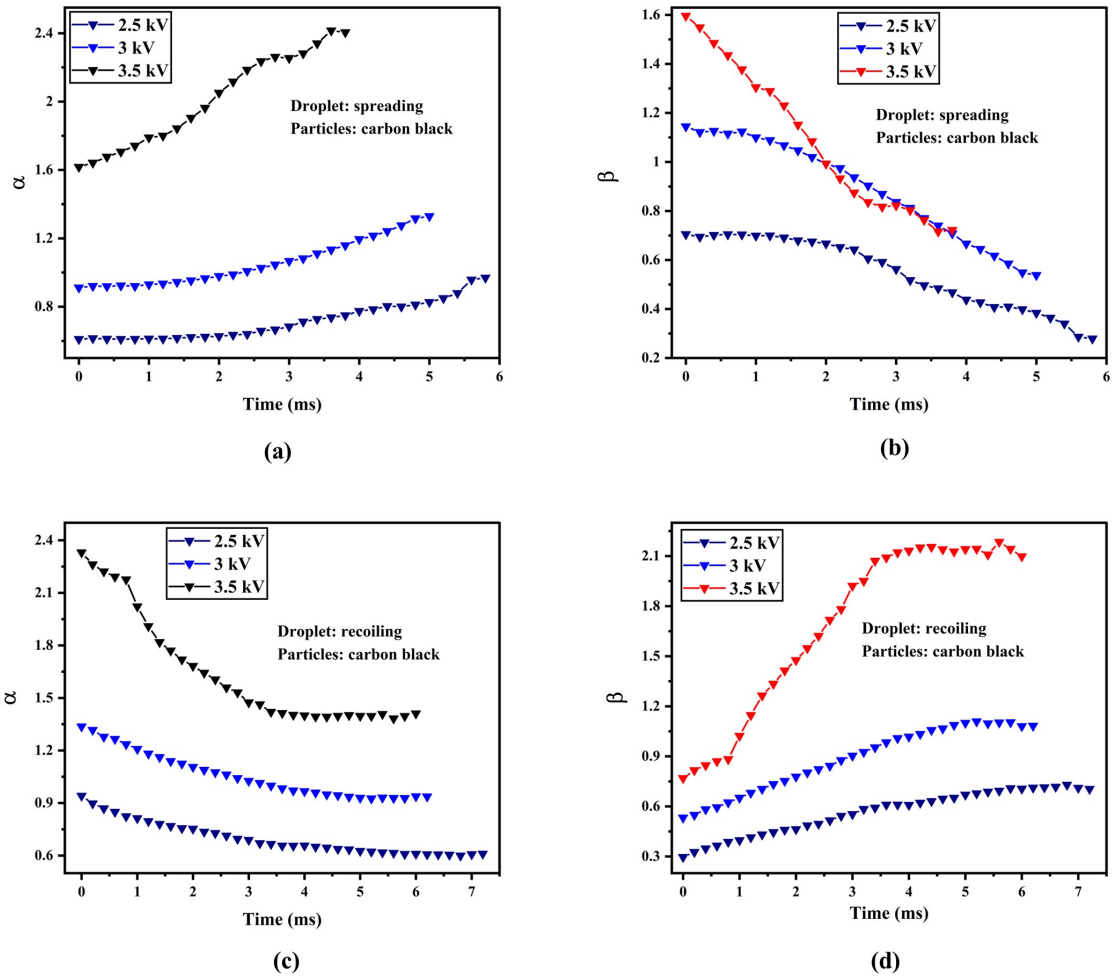 2.5 kV
3 kV
3.5 kV
Droplet: spreading
Particles: carbon black
α
2.4
2
1.6
1.2
0.8
0 1 2 3 4 5 6
Time (ms)
(a)
2.5 kV
3 kV
3.5 kV
Droplet: spreading
Particles: carbon black
β
1.6
1.4
1.2
1
0.8
0.6
0.4
0.2
0 1 2 3 4 5 6
Time (ms)
(b)
2.5 kV
3 kV
3.5 kV
Droplet: recoiling
Particles: carbon black
α
2.4
2.1
1.8
1.5
1.2
0.9
0.6
0 1 2 3 4 5 6 7
Time (ms)
(c)
2.5 kV
3 kV
3.5 kV
Droplet: recoiling
Particles: carbon black
β
2.1
1.8
1.5
1.2
0.9
0.6
0.3
0 1 2 3 4 5 6 7
Time (ms)
(d)